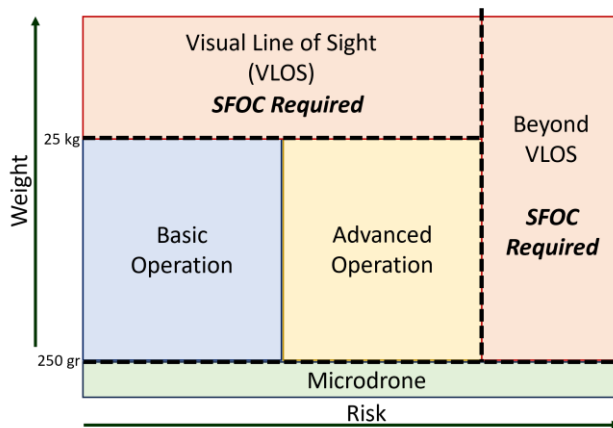 Visual Line of Sight
(VLOS)
SFOC Required
25 kg
Beyond
VLOS
SFOC
Required
Weight
Basic
Operation
Advanced
Operation
250 gr
Microdrone
Risk